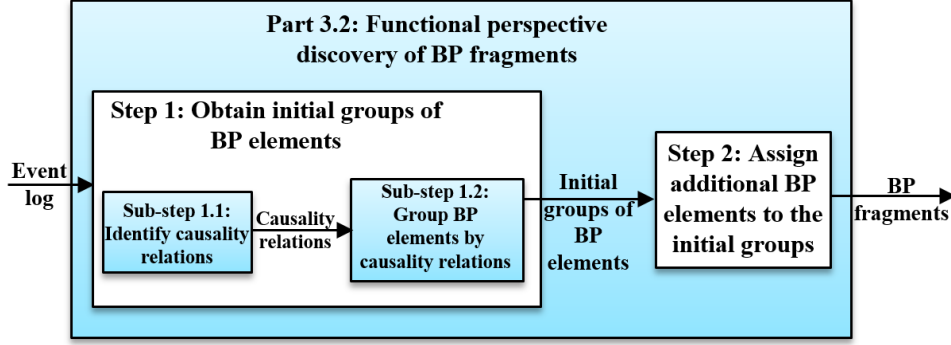 Part 3.2: Functional perspective
discovery of BP fragments
Step 1: Obtain initial groups of
BP elements
Event
log
Sub-step 1.1:
Identify causality
relations
Causality
relations
Sub-step 1.2:
Group BP
elements by
causality relations
Initial
groups of
BP
elements
Step 2: Assign
additional BP
elements to the
initial groups
BP
fragments